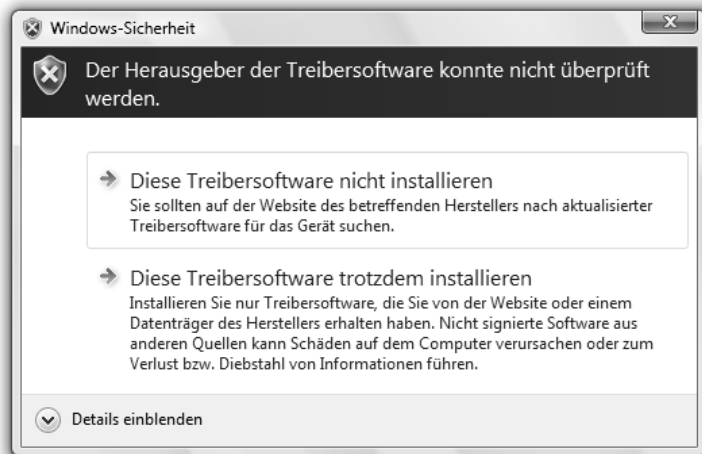 Windows-Sicherheit
Der Herausgeber der Treibersoftware konnte nicht überprüft
werden.
Diese Treibersoftware nicht installieren
Sie sollten auf der Website des betreffenden Herstellers nach aktualisierter
Treibersoftware für das Gerät suchen.
Diese Treibersoftware trotzdem installieren
Installieren Sie nur Treibersoftware, die Sie von der Website oder einem
Datenträger des Herstellers erhalten haben. Nicht signierte Software aus
anderen Quellen kann Schäden auf dem Computer verursachen oder zum
Verlust bzw. Diebstahl von Informationen führen.
Details einblenden